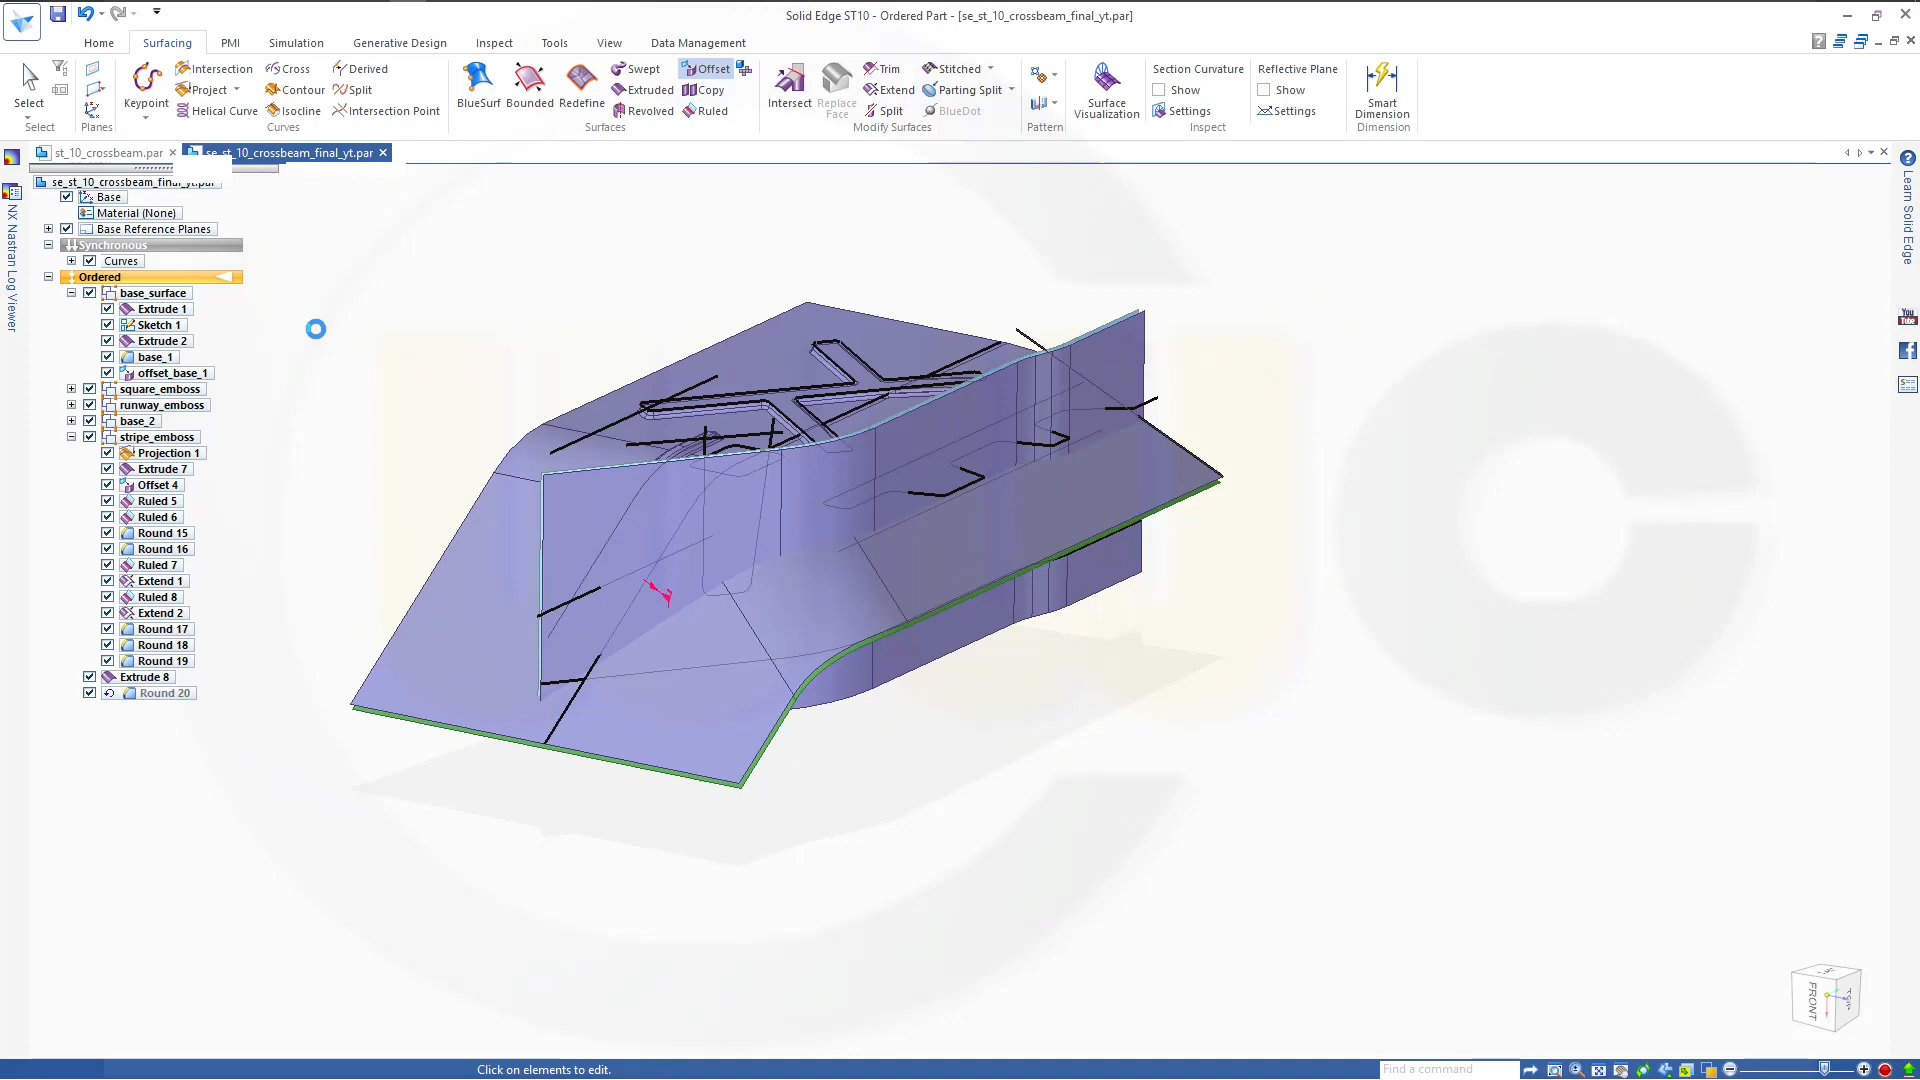 Solid Edge ST10 - Ordered Part - [se_st_10_crossbeam_final_yt.par]
Home Surfacing PMI Simulation Generative Design Inspect Tools View Data Management
Intersection Cross Derived Swept Offset Trim Stitched Section Curvature Reflective Plane
Project Contour Split Extruded Copy Extend Parting Split Show Show
Select Keypoint BlueSurf Bounded Redefine Intersect Replace Face Surface Visualization Smart Dimension
Helical Curve Isocline Intersection Point Revolved Ruled Split BlueDot Settings Settings
Select Planes Curves Surfaces Modify Surfaces Pattern Inspect Dimension
st_10_crossbeam.par se_st_10_crossbeam_final_yt.par
se_st_10_crossbeam_final_yt.par
Base
Material (None)
Base Reference Planes
Synchronous
Curves
Ordered
base_surface
Extrude 1
Sketch 1
Extrude 2
base_1
offset_base_1
square_emboss
runway_emboss
base_2
stripe_emboss
Projection 1
Extrude 7
Offset 4
Ruled 5
Ruled 6
Round 15
Round 16
Ruled 7
Extend 1
Ruled 8
Extend 2
Round 17
Round 18
Round 19
Extrude 8
Round 20
NX Nastran Log Viewer
Learn Solid Edge
You
Tube
FRONT
Click on elements to edit.
Find a command